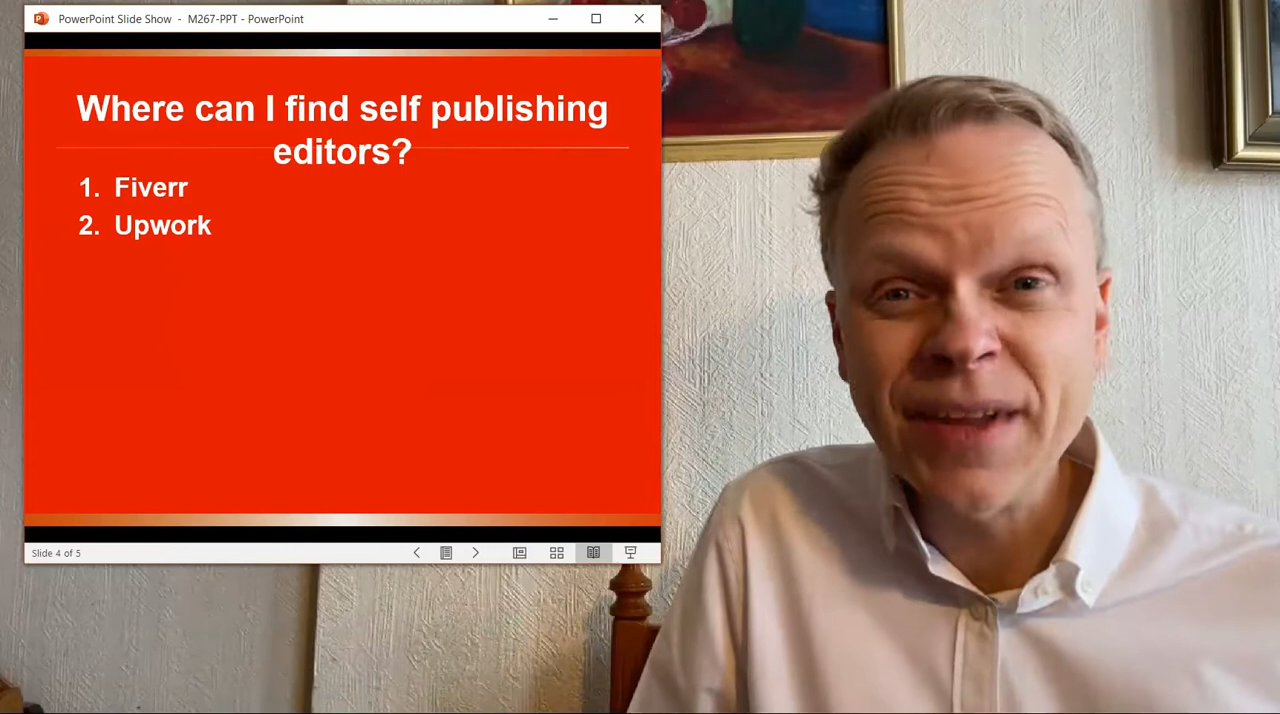 PowerPoint Slide Show - M267-PPT - PowerPoint
Where can I find self publishing
editors?
1. Fiverr
2. Upwork
Slide 4 of 5